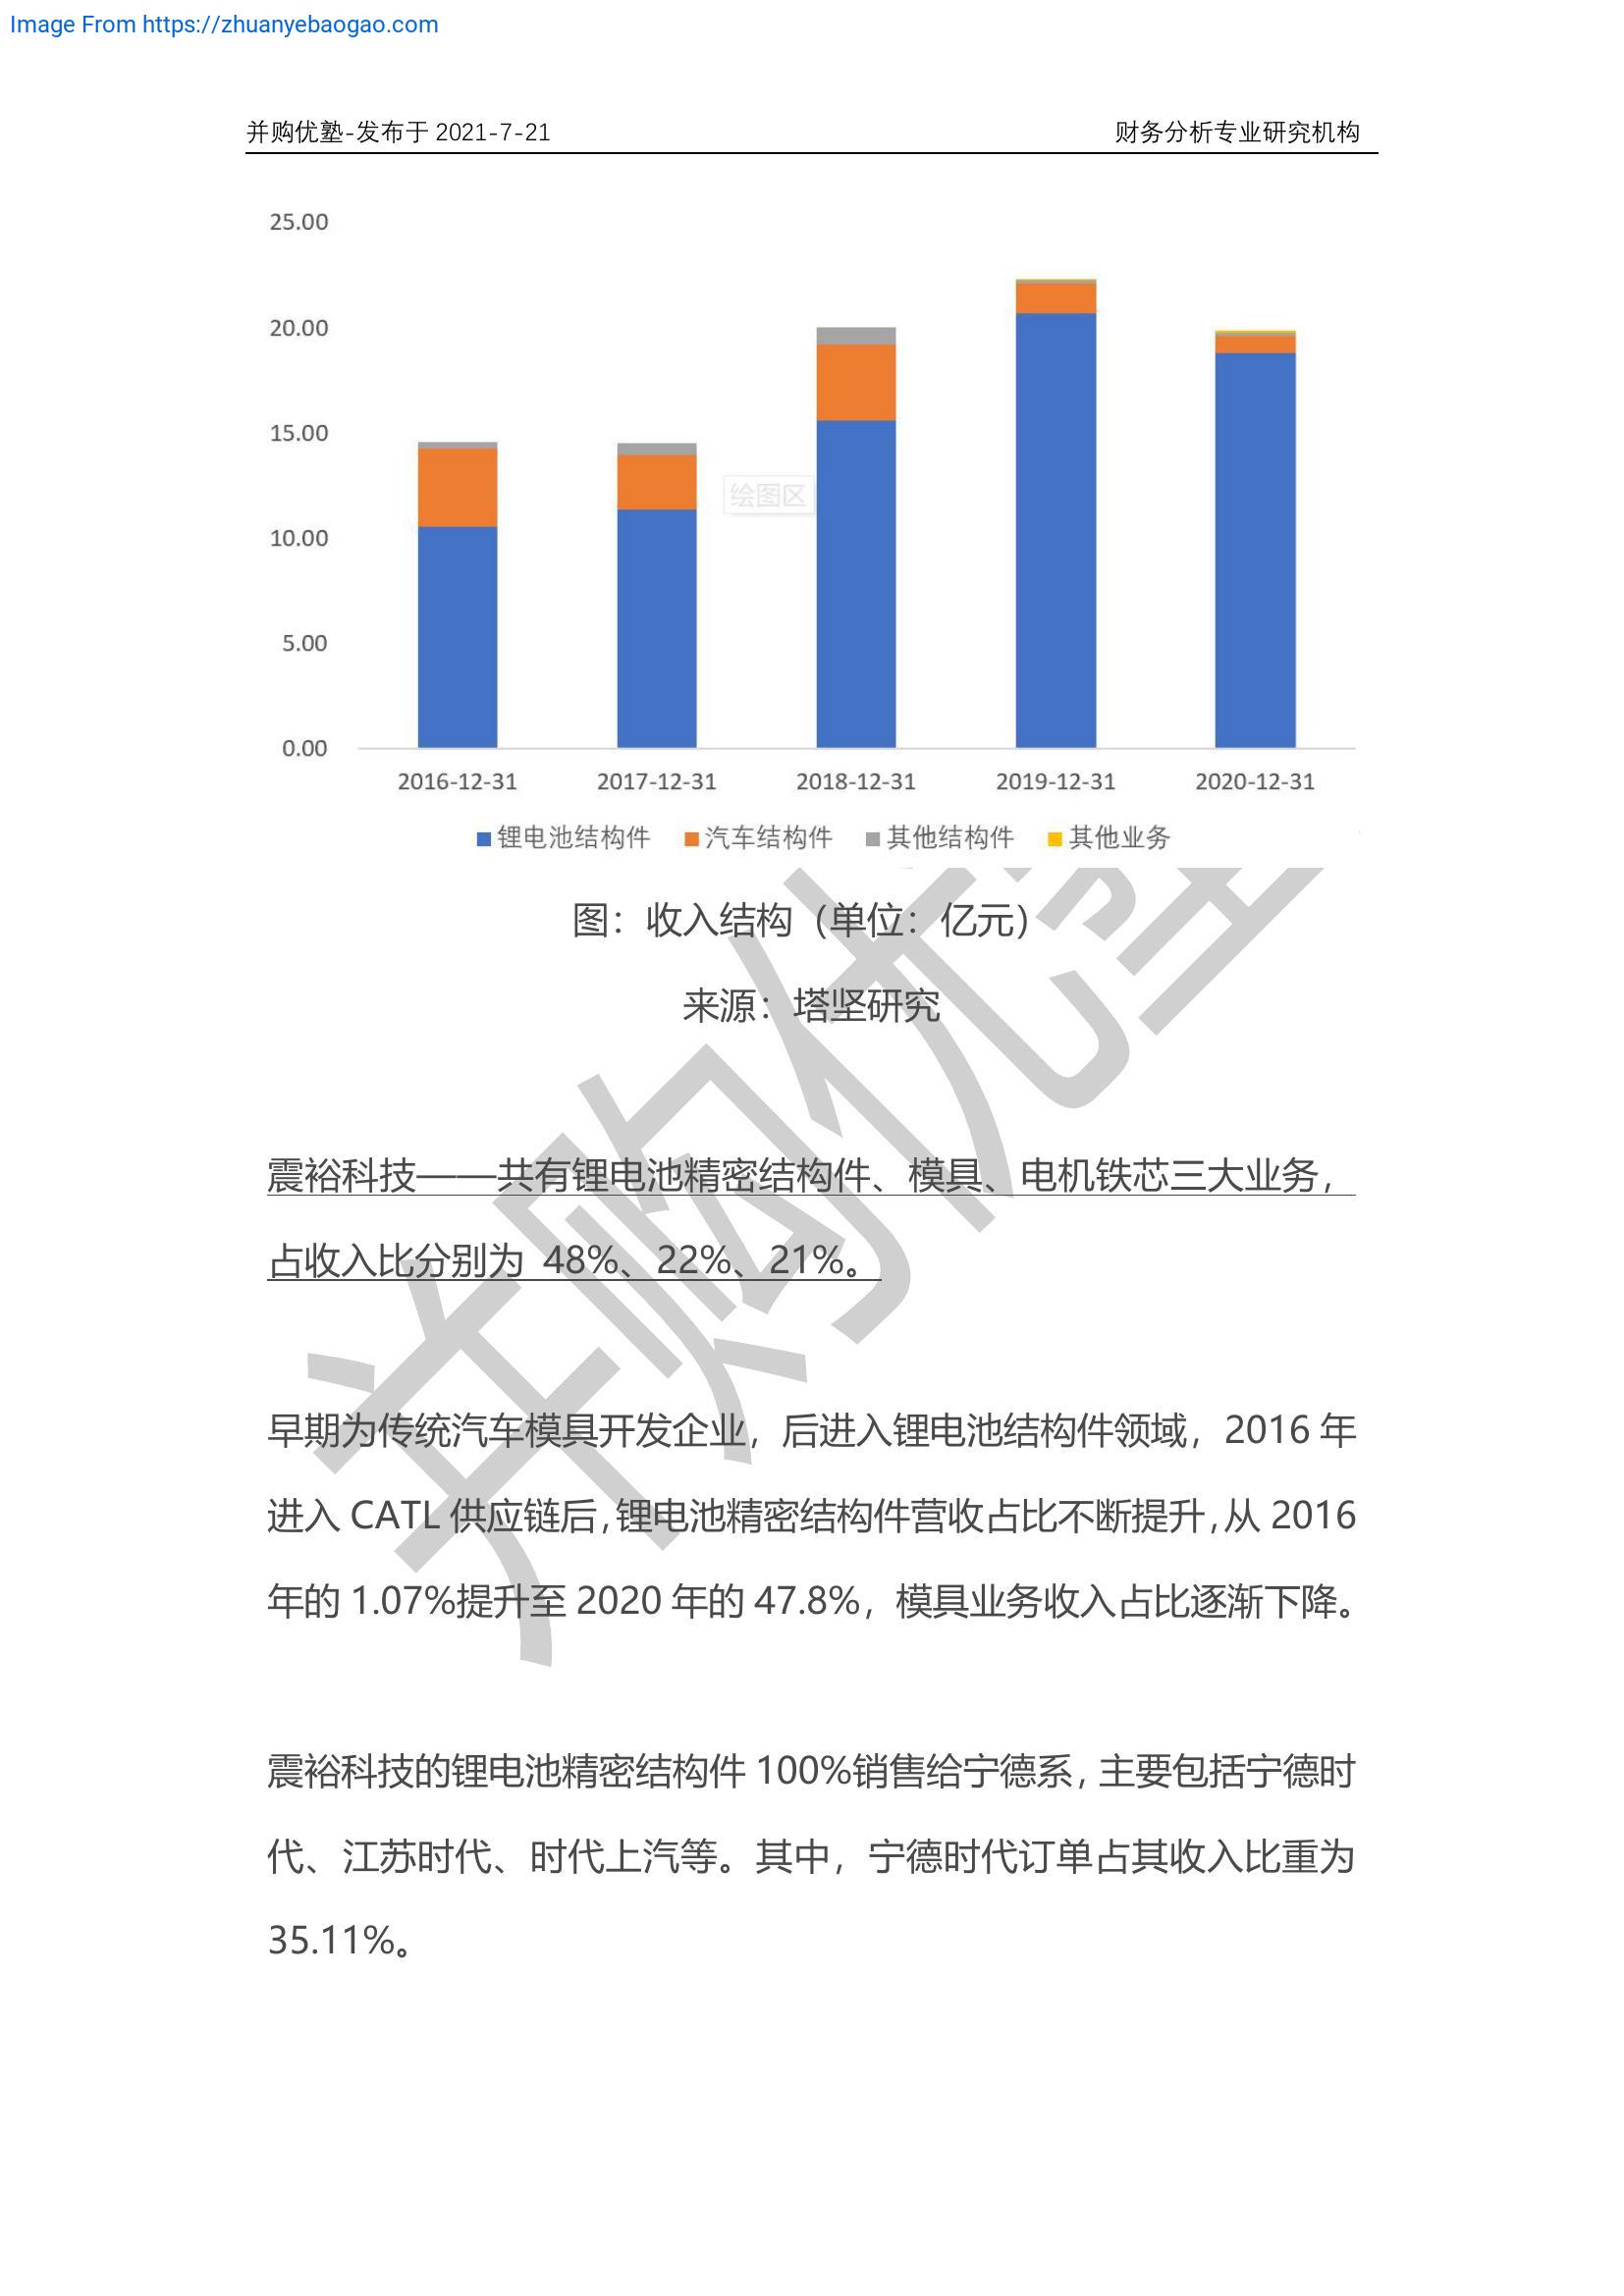 Image From https://zhuanyebaogao.com
并购优塾-发布于 2021-7-21 财务分析专业研究机构
25.00
20.00
15.00
10.00
5.00
0.00
绘图区
2016-12-31 2017-12-31 2018-12-31 2019-12-31 2020-12-31
锂电池结构件 汽车结构件 其他结构件 其他业务
图：收入结构（单位：亿元）
来源：塔坚研究
震裕科技——共有锂电池精密结构件、模具、电机铁芯三大业务，
占收入比分别为 48%、22%、21%。
早期为传统汽车模具开发企业，后进入锂电池结构件领域，2016 年
进入 CATL 供应链后，锂电池精密结构件营收占比不断提升，从 2016
年的 1.07%提升至 2020 年的 47.8%，模具业务收入占比逐渐下降。
震裕科技的锂电池精密结构件 100%销售给宁德系，主要包括宁德时
代、江苏时代、时代上汽等。其中，宁德时代订单占其收入比重为
35.11%。
并购优塾